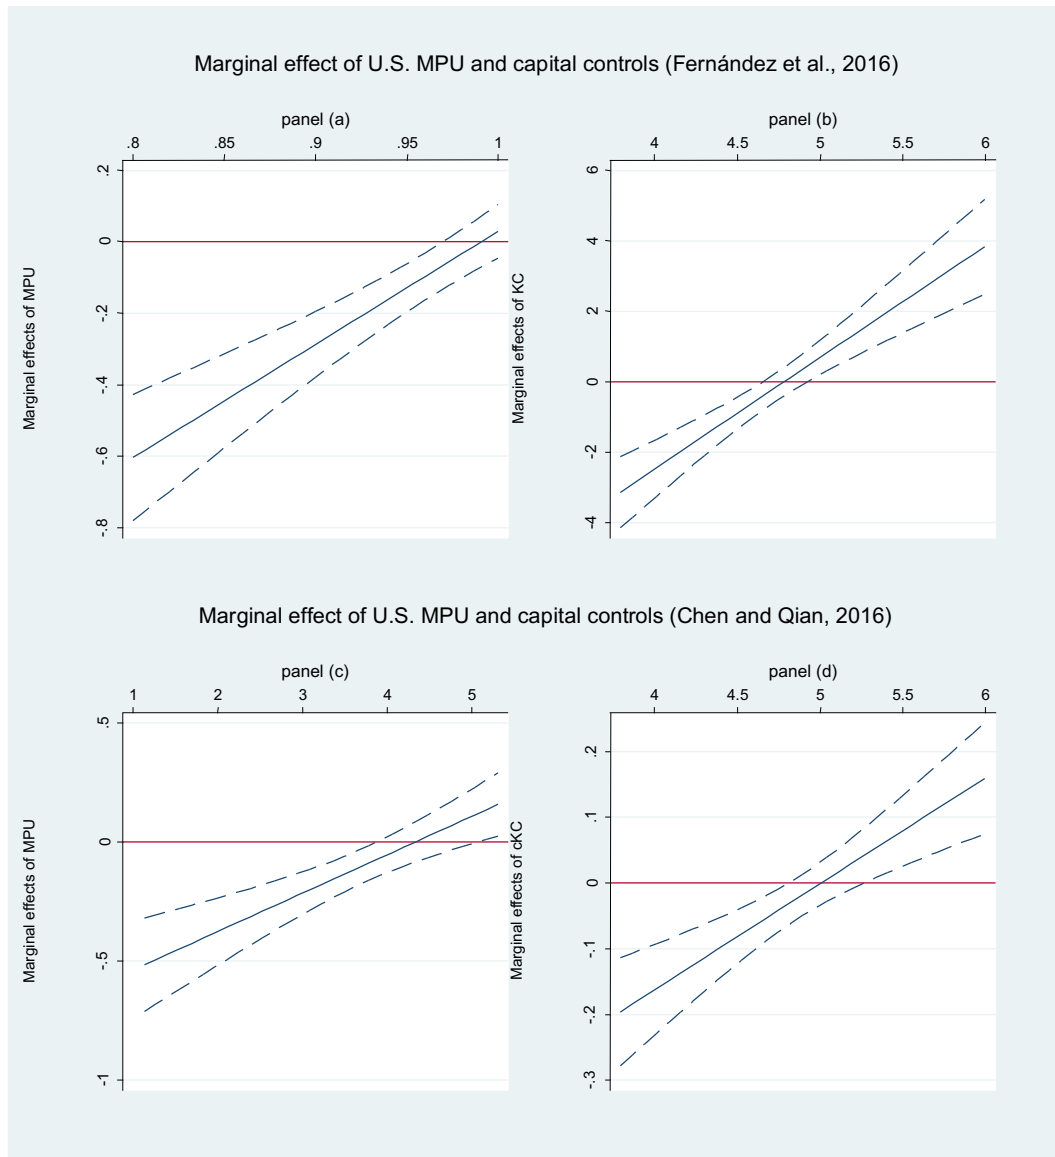 Marginal effect of U.S. MPU and capital controls (Fernández et al., 2016)
panel (a)
.8 .85 .9 .95 1
.2
0
-.2
-.4
-.6
-.8
Marginal effects of MPU
panel (b)
4 4.5 5 5.5 6
6
4
2
0
-2
-4
Marginal effects of KC
Marginal effect of U.S. MPU and capital controls (Chen and Qian, 2016)
panel (c)
1 2 3 4 5
.5
0
-.5
-1
Marginal effects of MPU
panel (d)
4 4.5 5 5.5 6
.2
.1
0
-.1
-.2
-.3
Marginal effects of cKC